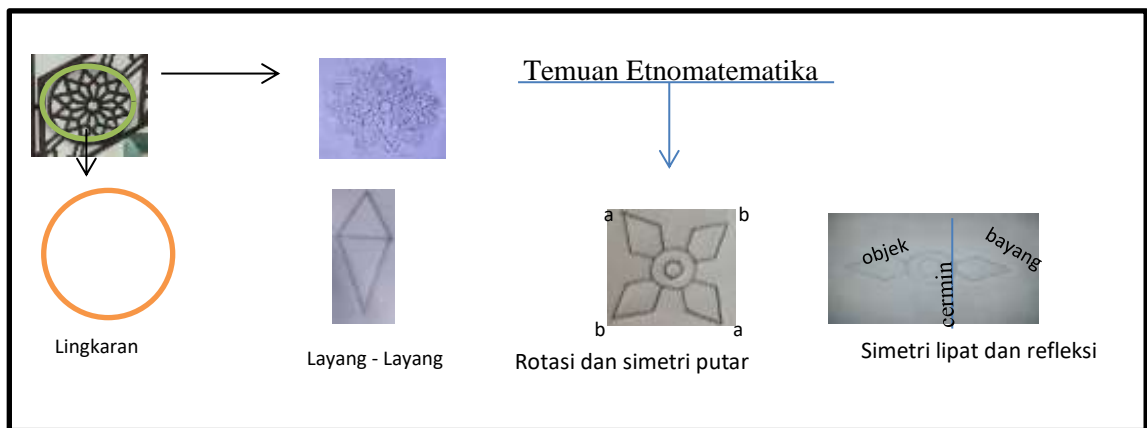 Temuan Etnomatematika
a
b
b
a
objek
cermin
bayang
Lingkaran
Layang - Layang
Rotasi dan simetri putar
Simetri lipat dan refleksi